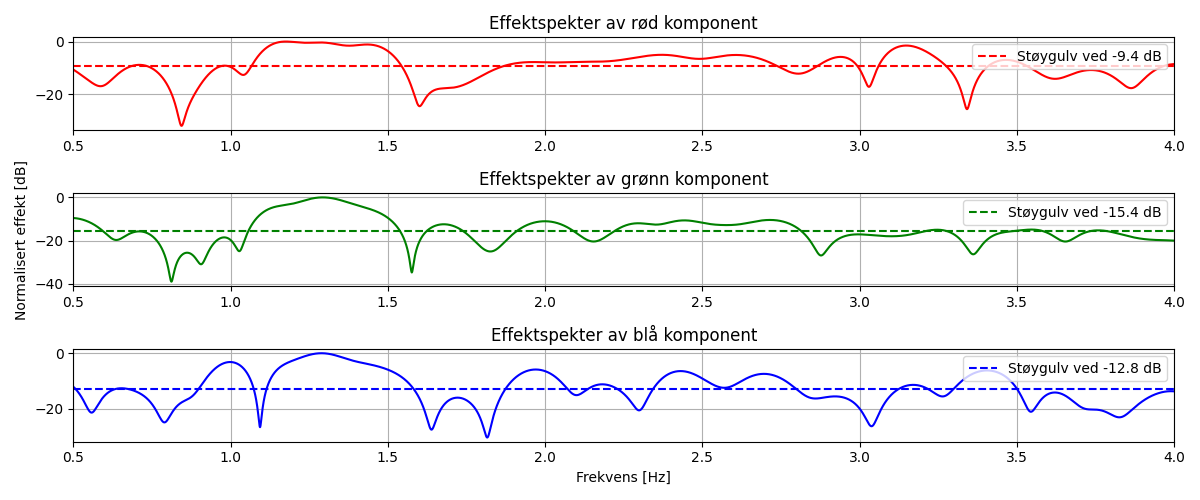 Effektspekter av rød komponent
0
−20
Støygulv ved -9.4 dB
0.5 1.0 1.5 2.0 2.5 3.0 3.5 4.0
Effektspekter av grønn komponent
0
−20
−40
Støygulv ved -15.4 dB
0.5 1.0 1.5 2.0 2.5 3.0 3.5 4.0
Normalisert effekt [dB]
Effektspekter av blå komponent
0
−20
Støygulv ved -12.8 dB
0.5 1.0 1.5 2.0 2.5 3.0 3.5 4.0
Frekvens [Hz]